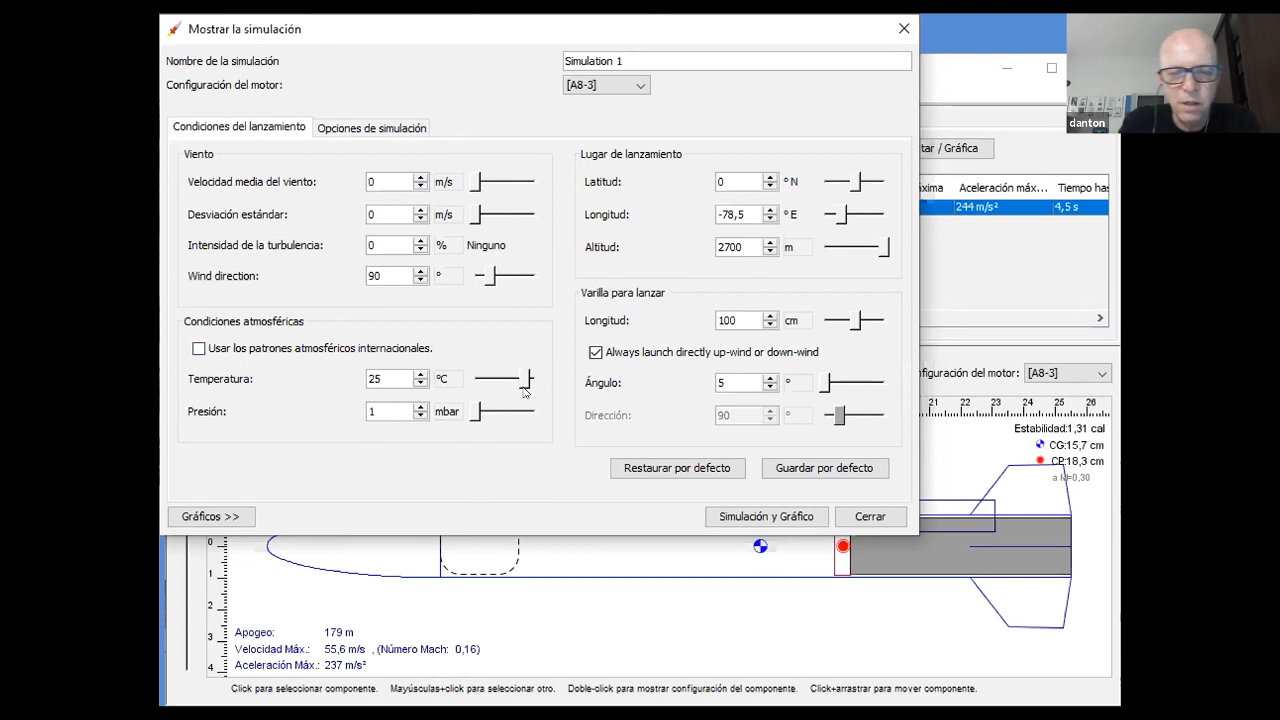 Mostrar la simulación
Nombre de la simulación
Simulation 1
Configuración del motor:
[A8-3]
danton
Condiciones del lanzamiento
Opciones de simulación
tar / Gráfica
Viento
Velocidad media del viento:
0
m/s
Desviación estándar:
0
m/s
Intensidad de la turbulencia:
0
%
Ninguno
Wind direction:
90
°
Lugar de lanzamiento
Latitud:
0
° N
Longitud:
-78,5
° E
Altitud:
2700
m
áxima
Aceleración máx...
Tiempo has
244 m/s²
4,5 s
Condiciones atmosféricas
Usar los patrones atmosféricos internacionales.
Temperatura:
25
°C
Presión:
1
mbar
Varilla para lanzar
Longitud:
100
cm
Always launch directly up-wind or down-wind
Ángulo:
5
°
Dirección:
90
°
Restaurar por defecto
Guardar por defecto
Gráficos >>
Simulación y Gráfico
Cerrar
figuración del motor:
[A8-3]
21 22 23 24 25 26
Estabilidad:1,31 cal
CG:15,7 cm
CP:18,3 cm
a M=0,30
0
1
2
3
4
Apogeo: 179 m
Velocidad Máx.: 55,6 m/s , (Número Mach: 0,16)
Aceleración Máx.: 237 m/s²
Click para seleccionar componente. Mayúsculas+click para seleccionar otro. Doble-click para mostrar configuración del componente. Click+arrastrar para mover componente.